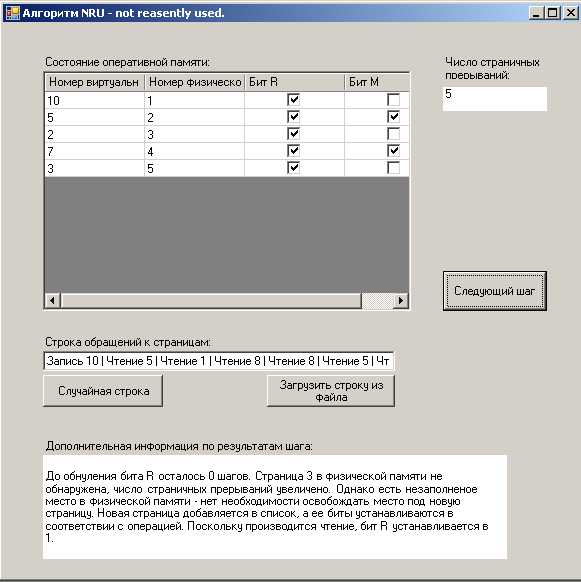 Алгоритм NRU - not reasently used.
Состояние оперативной памяти:
Число страничных
превываний:
Номер виртуальн Номер физическо Бит R Бит M
5
10 1
5 2
2 3
7 4
3 5
Следующий шаг
Строка обращений к страницам:
Запись 10 | Чтение 5 | Чтение 1 | Чтение 8 | Чтение 8 | Чтение 5 | Чт
Случайная строка
Загрузить строку из
файла
Дополнительная информация по результатам шага:
До обнуления бита R осталось 0 шагов. Страница 3 в физической памяти не
обнаружена, число страничных прерываний увеличено. Однако есть незаполненое
место в физической памяти - нет необходимости освобождать место под новую
страницу. Новая страница добавляется в список, а ее биты устанавливаются в
соответствии с операцией. Поскольку производится чтение, бит R устанавливается в
1.